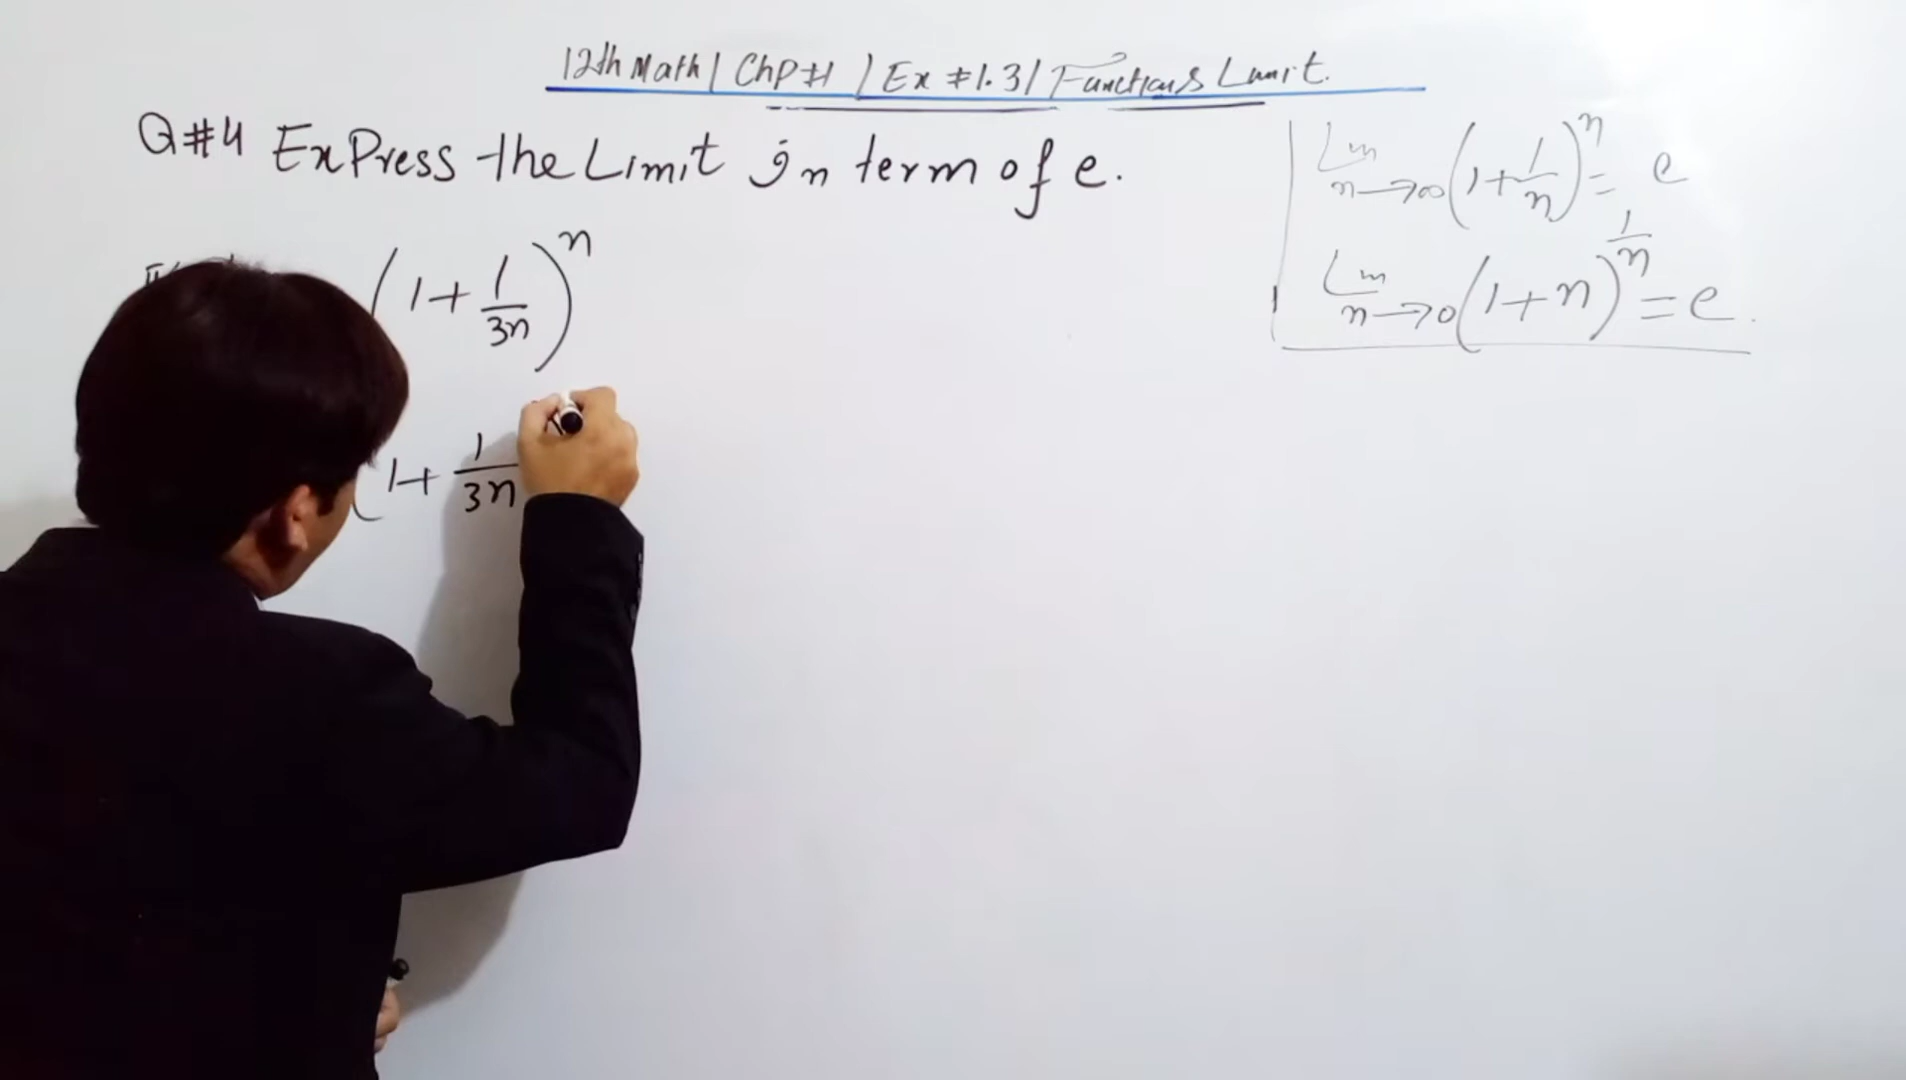 12th Math / Chp #1 / Ex #1.3 / Functions Limit.
Q#4 Express the Limit in term of e.
(1+1/3n)^n
(1+1/3n
Lim n→∞ (1+1/n)^n = e
Lim n→0 (1+n)^1/n = e.